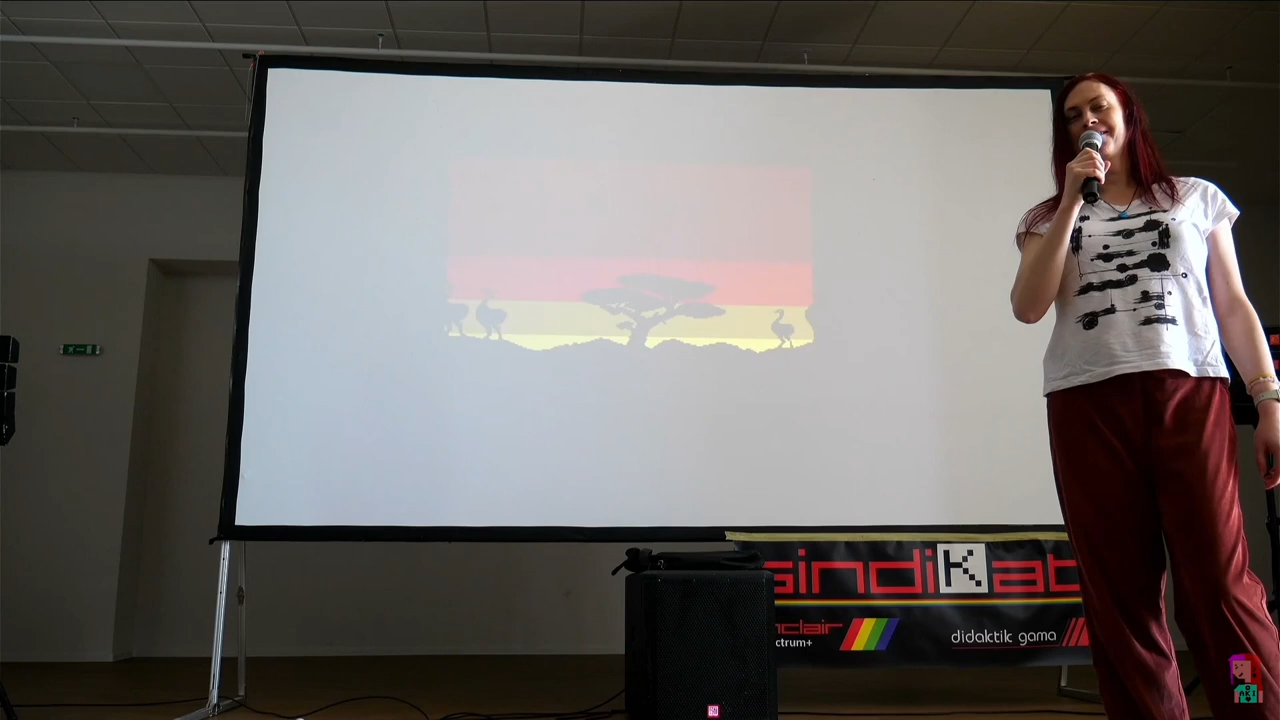 sindiKat
nclair
ctrum+
didaktik gama